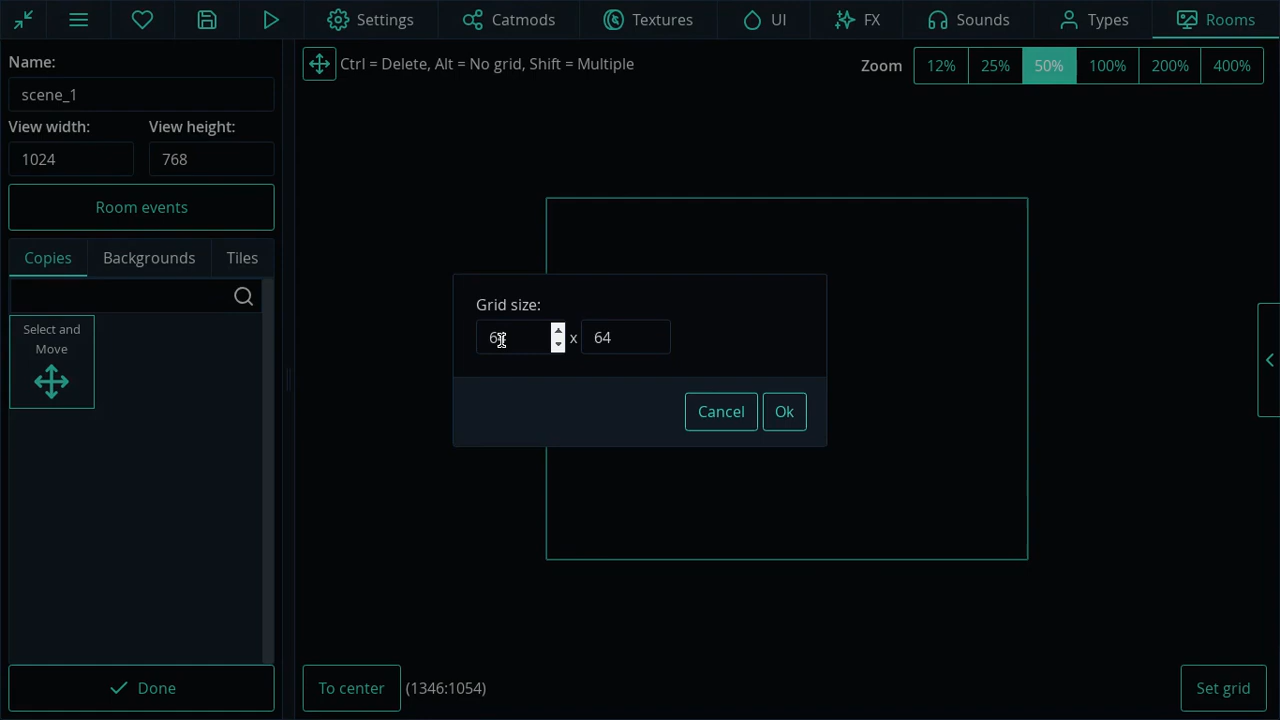 Settings
Catmods
Textures
UI
FX
Sounds
Types
Rooms
Name:
scene_1
View width:
View height:
1024
768
Room events
Copies
Backgrounds
Tiles
Select and
Move
Done
Ctrl = Delete, Alt = No grid, Shift = Multiple
Zoom
12%
25%
50%
100%
200%
400%
Grid size:
x
64
Cancel
Ok
To center
(1346:1054)
Set grid